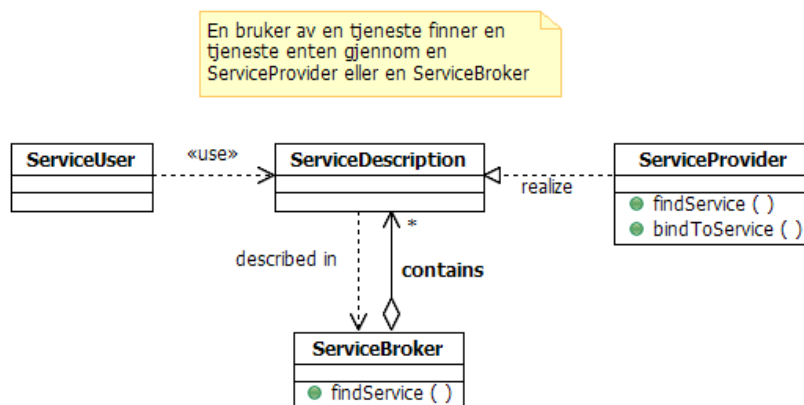 En bruker av en tjeneste finner en
tjeneste enten gjennom en
ServiceProvider eller en ServiceBroker
ServiceUser
«use»
ServiceDescription
realize
ServiceProvider
findService ( )
bindToService ( )
described in
*
contains
ServiceBroker
findService ( )